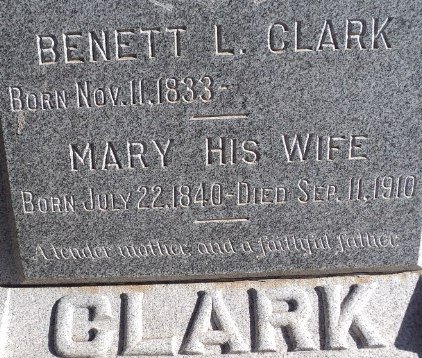 BENETT L. CLARK
BORN NOV. 11, 1833-
MARY HIS WIFE
BORN JULY 22, 1840-DIED SEP. 11, 1910
A tender mother and a faithful father
CLARK